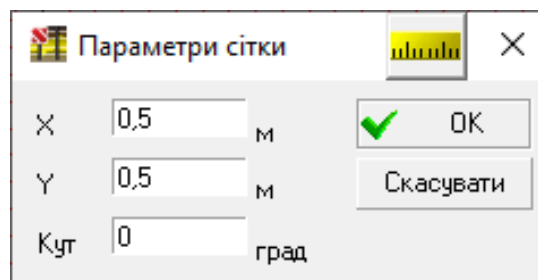 Параметри сітки
X 0,5 м OK
Y 0,5 м Скасувати
Кут 0 град